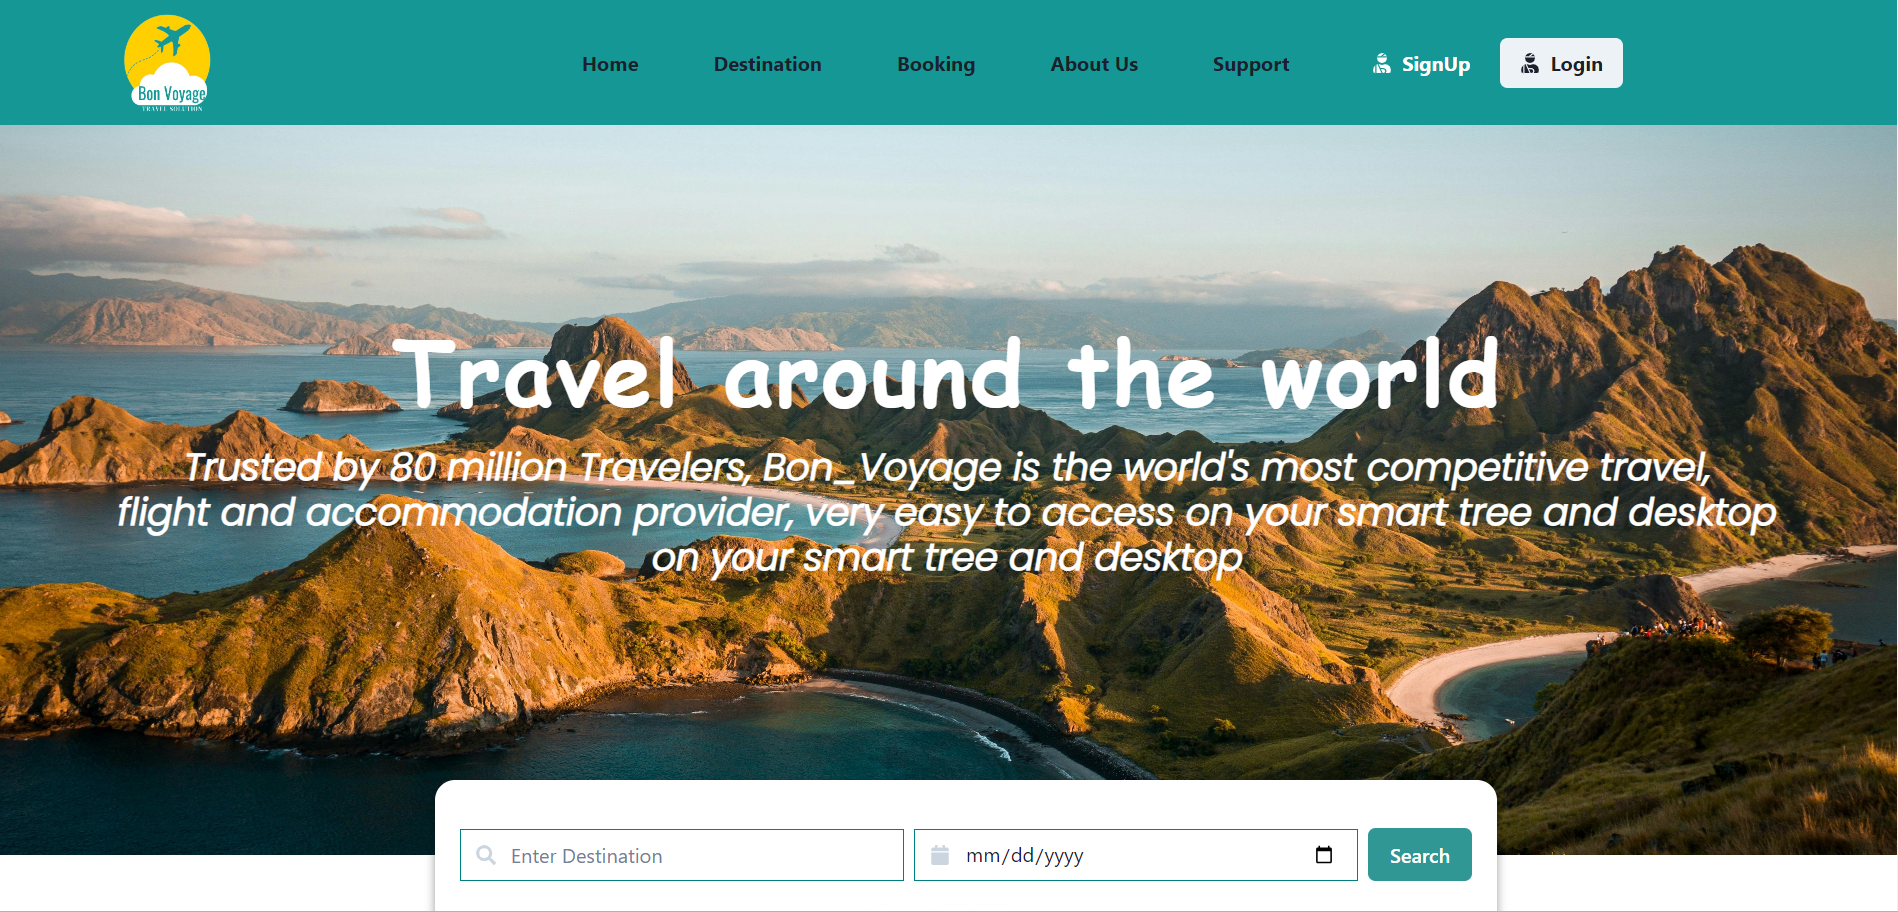 Bon Voyage
TRAVEL SOLUTION
Home Destination Booking About Us Support SignUp Login
Travel around the world
Trusted by 80 million Travelers, Bon_Voyage is the world's most competitive travel,
flight and accommodation provider, very easy to access on your smart tree and desktop
on your smart tree and desktop
Enter Destination mm/dd/yyyy Search